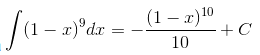 ∫(1 − x)⁹dx = −(1 − x)¹⁰/10 + C